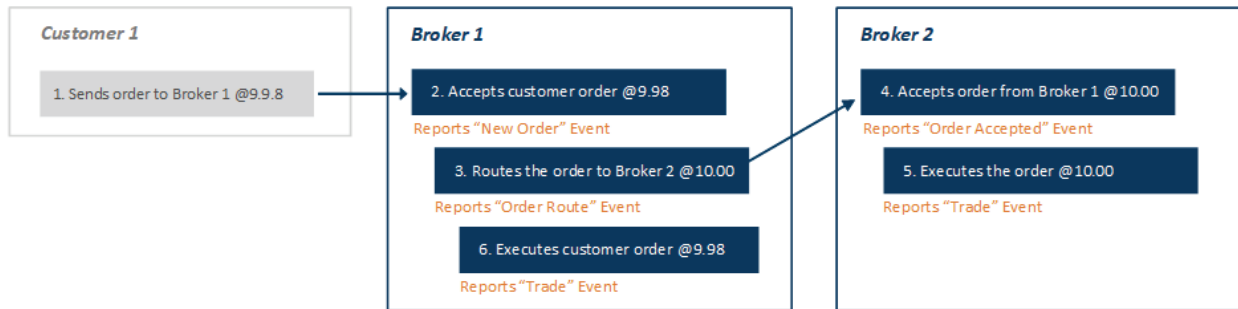 Customer 1
1. Sends order to Broker 1 @9.9.8
Broker 1
2. Accepts customer order @9.98
Reports "New Order" Event
3. Routes the order to Broker 2 @10.00
Reports "Order Route" Event
6. Executes customer order @9.98
Reports "Trade" Event
Broker 2
4. Accepts order from Broker 1 @10.00
Reports "Order Accepted" Event
5. Executes the order @10.00
Reports "Trade" Event